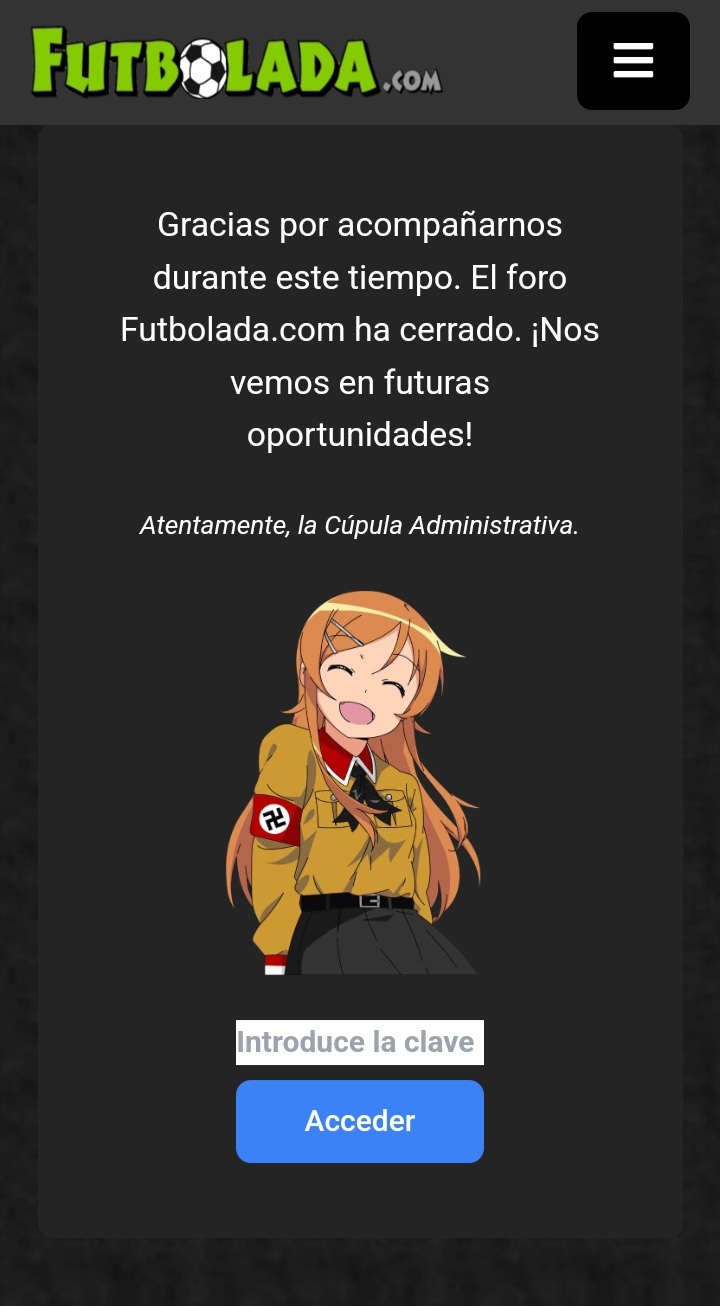 FUTBOLADA.COM
Gracias por acompañarnos
durante este tiempo. El foro
Futbolada.com ha cerrado. ¡Nos
vemos en futuras
oportunidades!
Atentamente, la Cúpula Administrativa.
Introduce la clave
Acceder